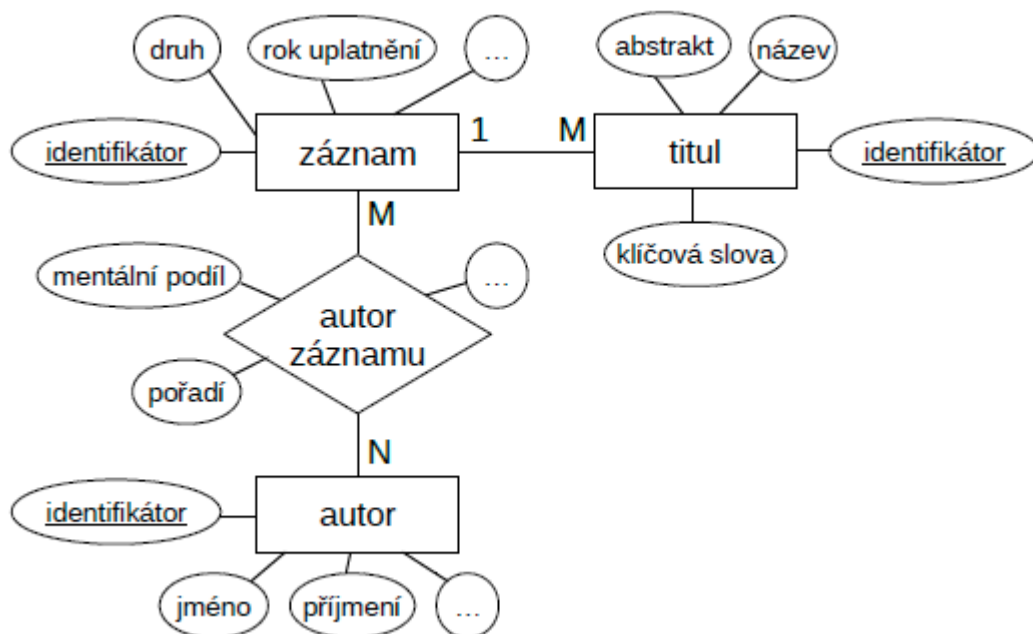 druh
rok uplatnění
...
abstrakt
název
identifikátor
záznam
1
M
titul
identifikátor
M
klíčová slova
mentální podíl
...
autor
záznamu
pořadí
N
identifikátor
autor
jméno
příjmení
...